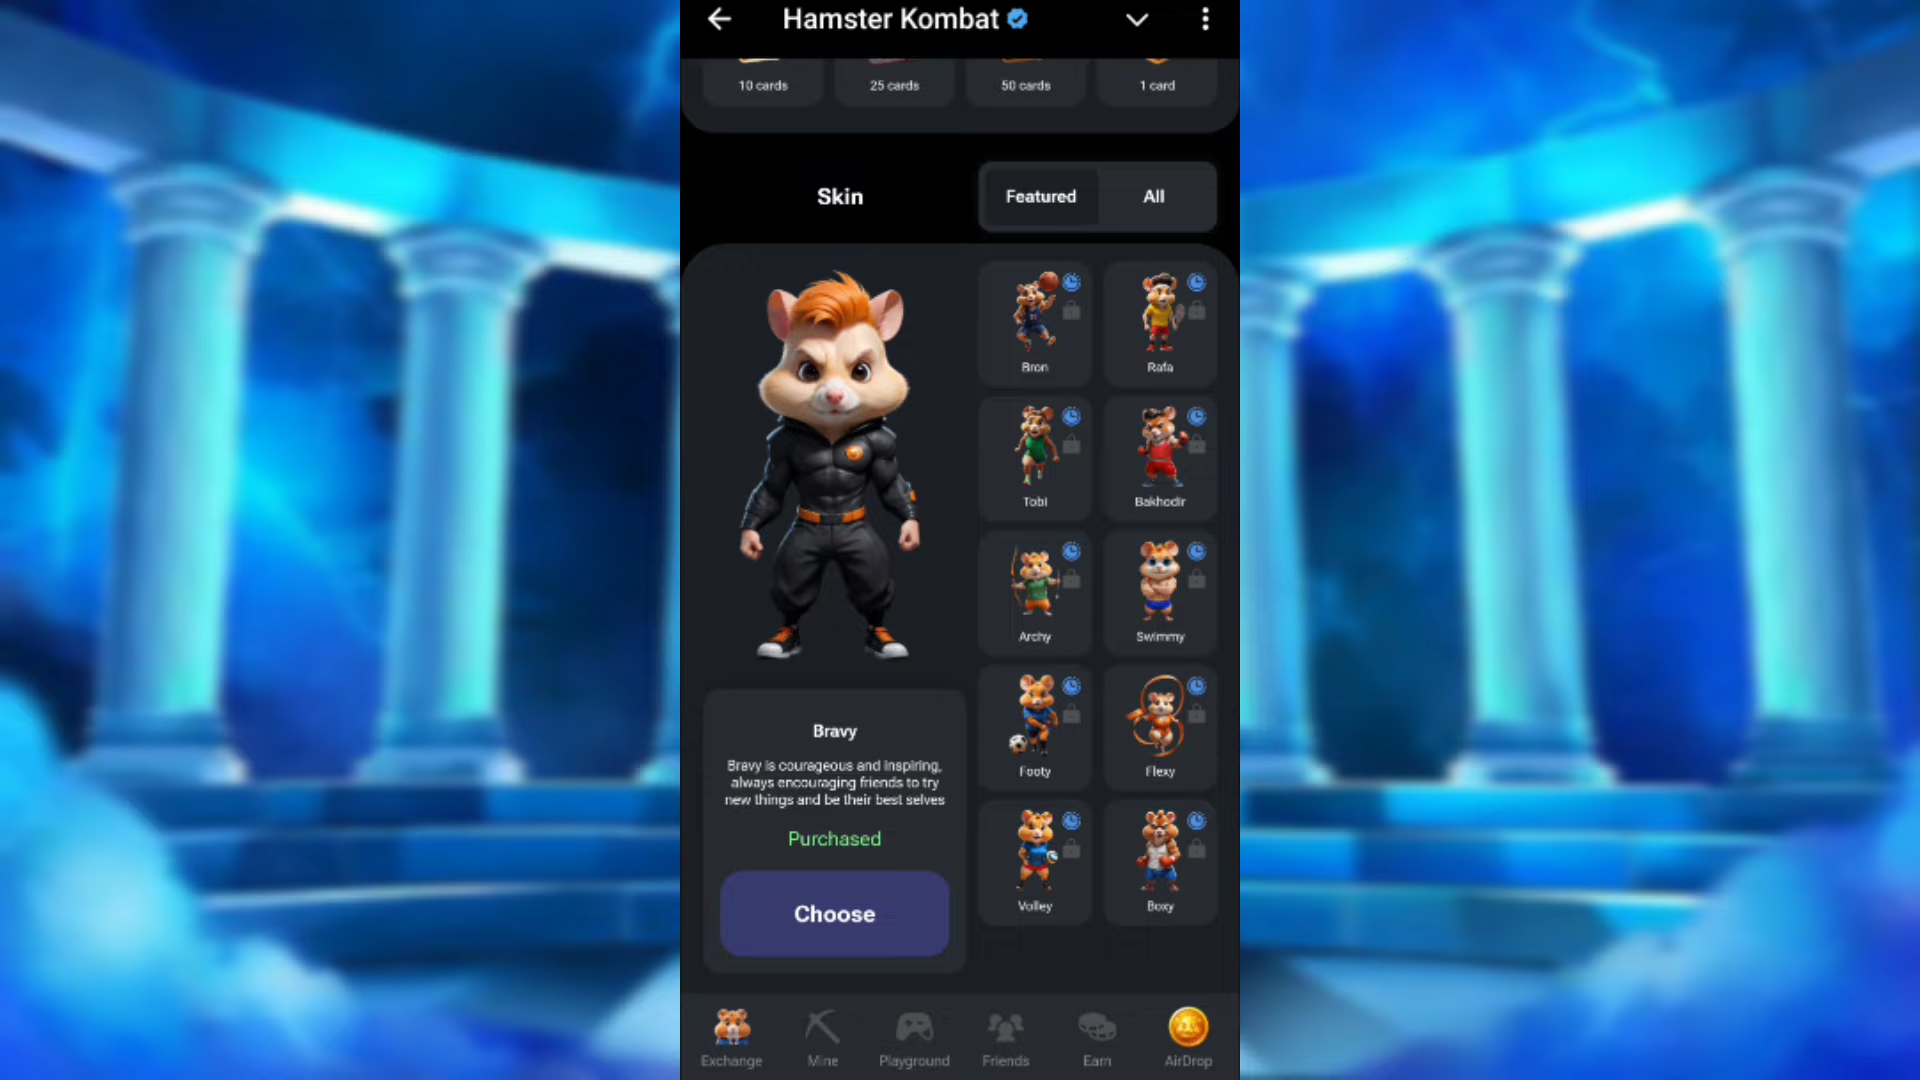 Hamster Kombat
10 cards
25 cards
50 cards
1 card
Skin
Featured
All
Bron
Rafa
Tobi
Bakhodir
Archy
Swimmy
Footy
Flexy
Volley
Boxy
Bravy
Bravy is courageous and inspiring,
always encouraging friends to try
new things and be their best selves
Purchased
Choose
Exchange
Mine
Playground
Friends
Earn
AirDrop